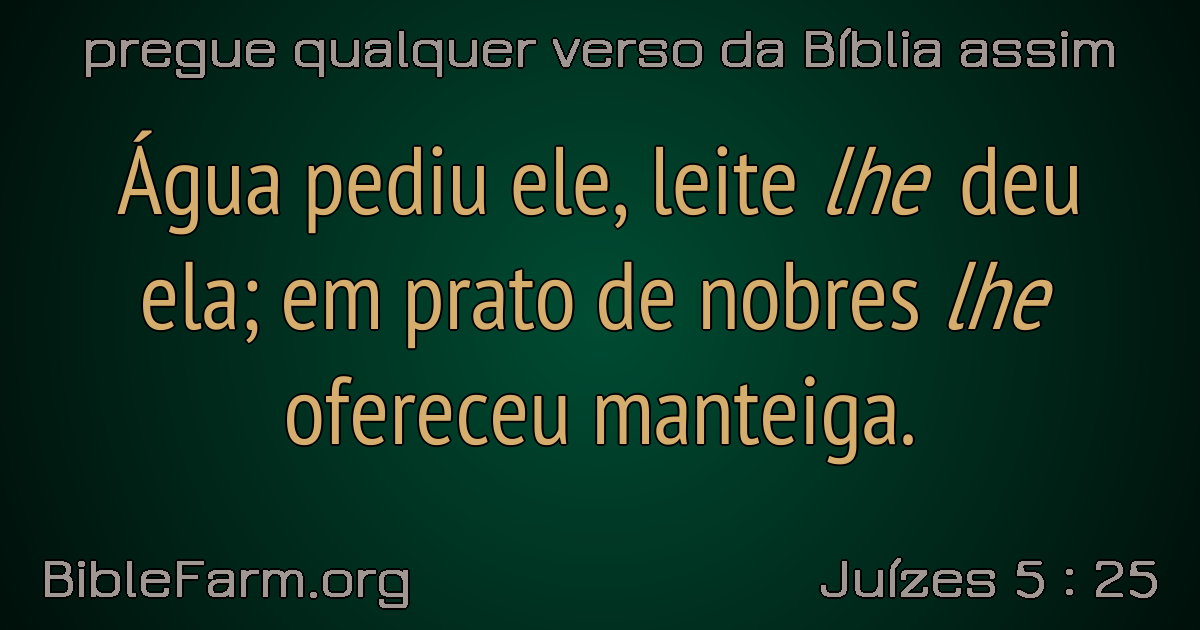 pregue qualquer verso da Bíblia assim
Água pediu ele, leite lhe deu
ela; em prato de nobres lhe
ofereceu manteiga.
BibleFarm.org
Juízes 5 : 25